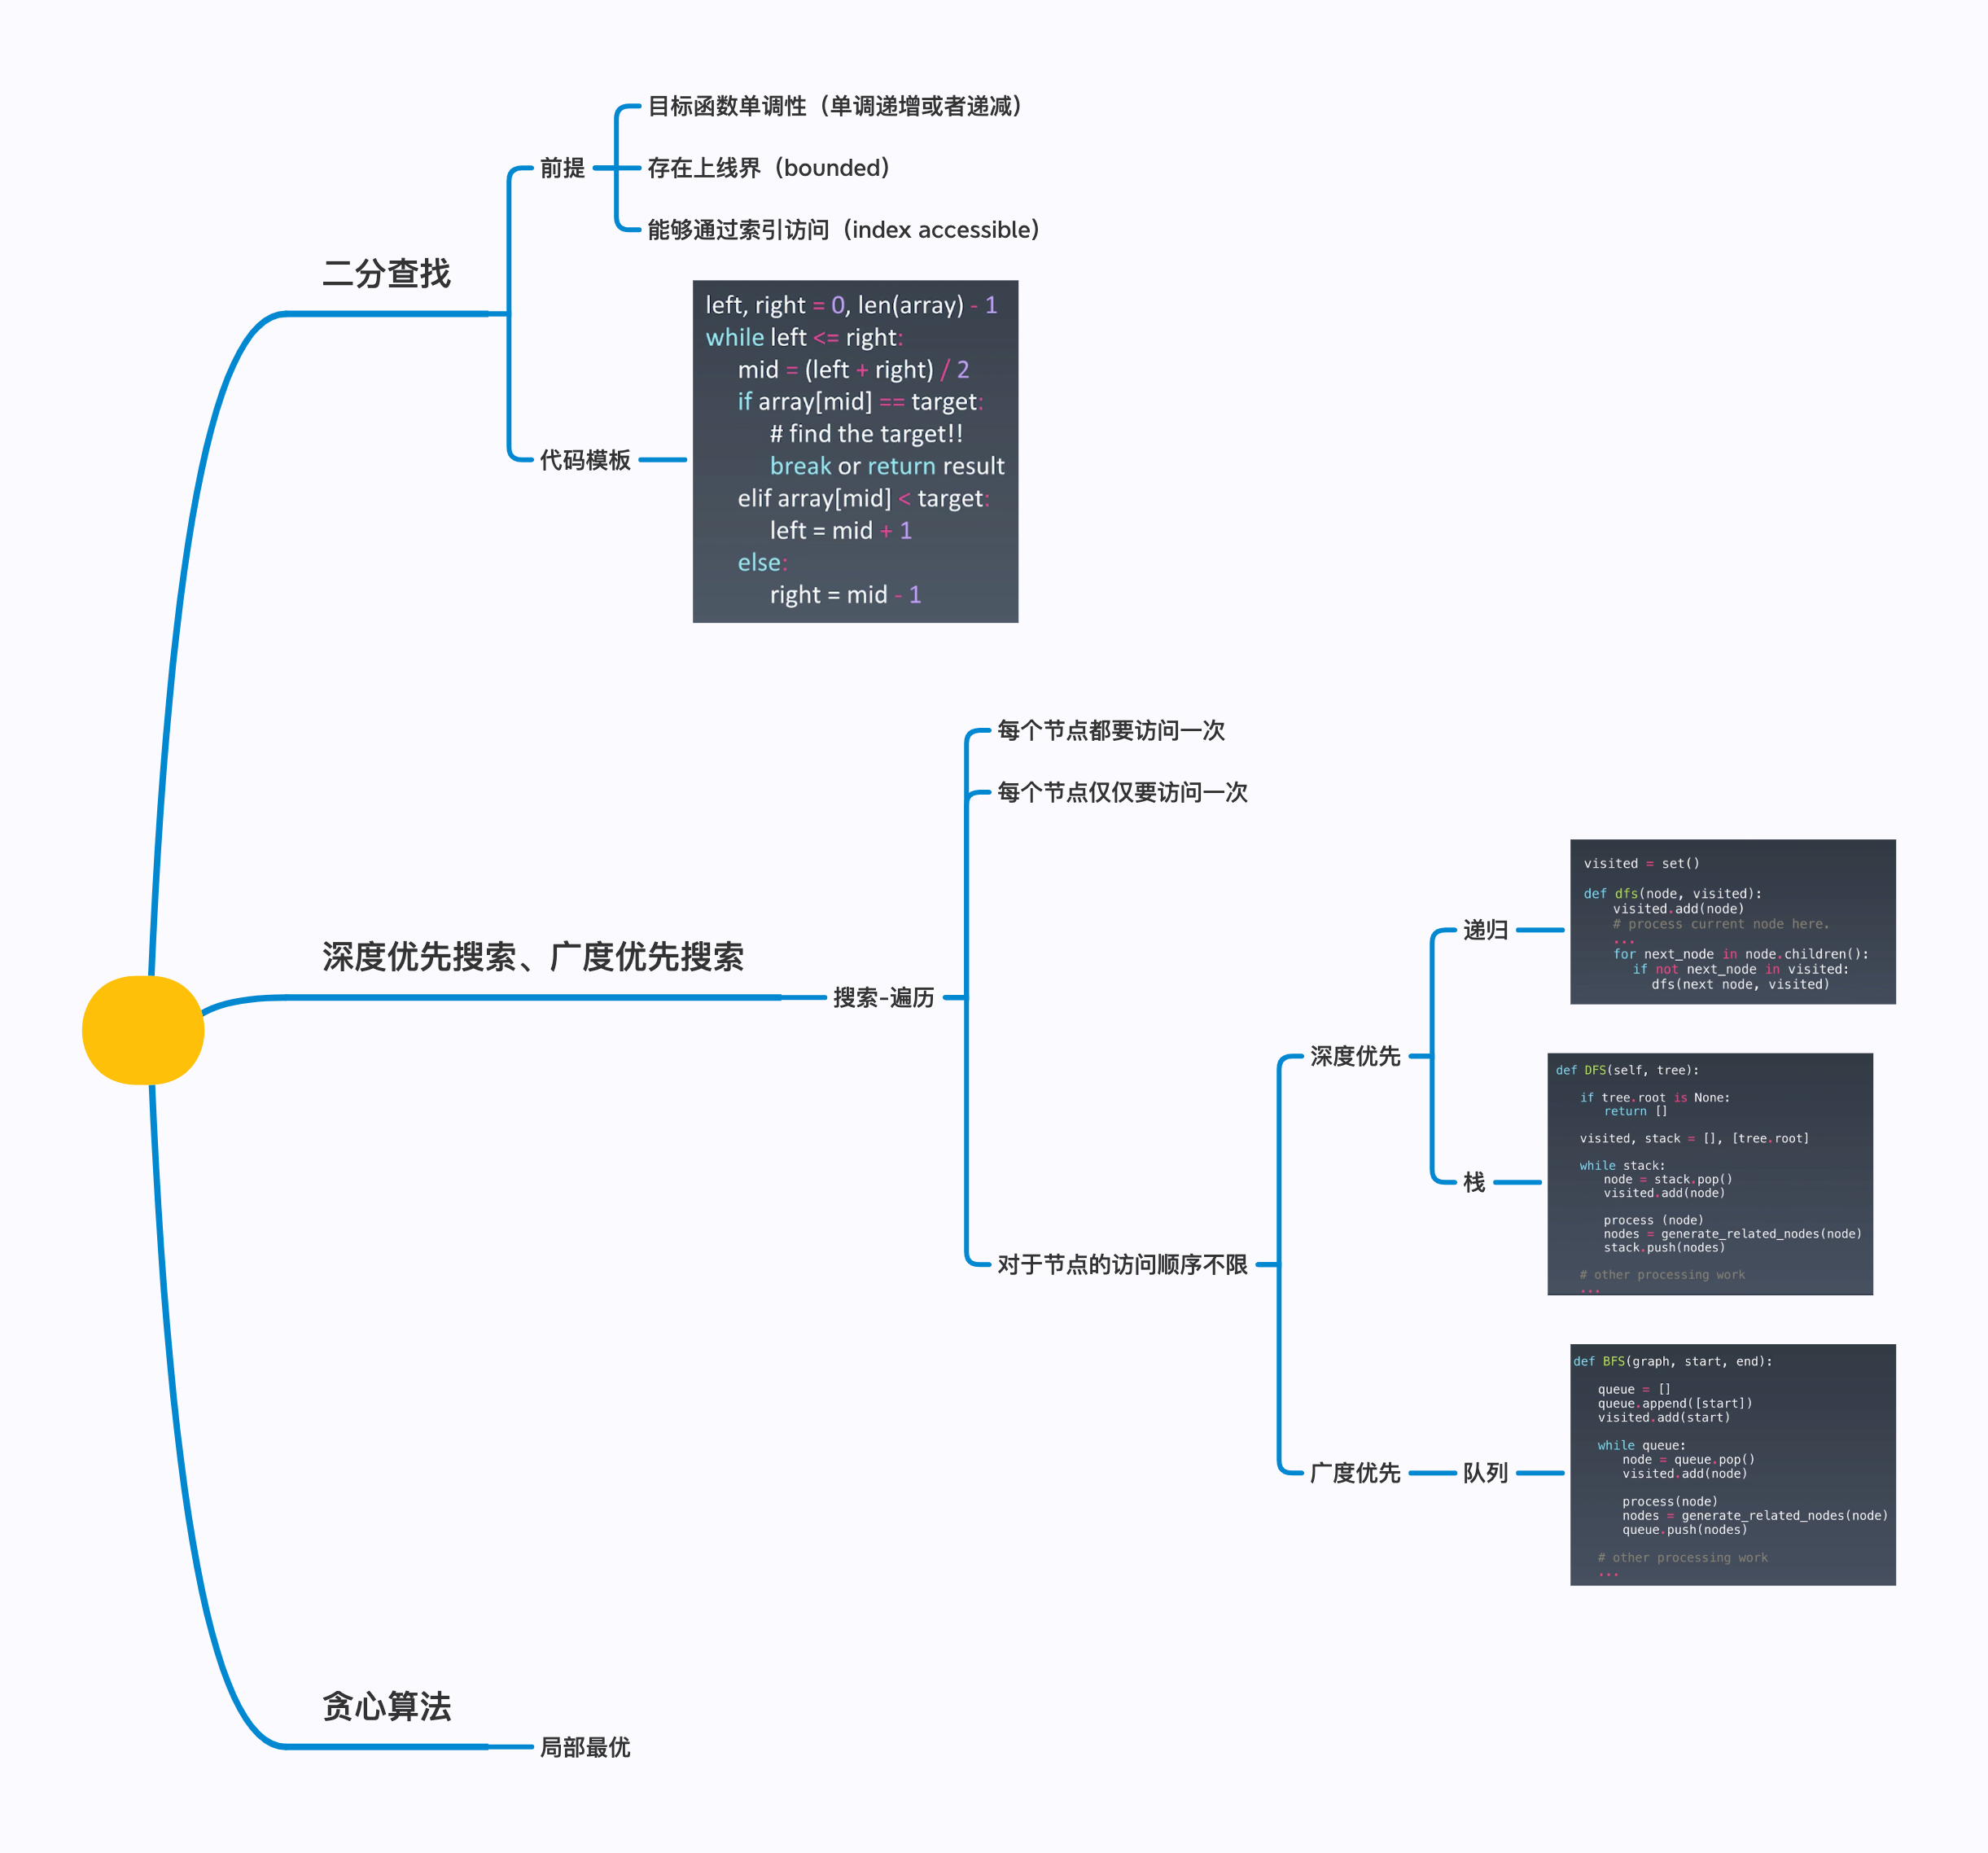 目标函数单调性（单调递增或者递减）
前提
存在上线界（bounded）
能够通过索引访问（index accessible）
二分查找
代码模板
left, right = 0, len(array) - 1
while left <= right:
mid = (left + right) / 2
if array[mid] == target:
# find the target!!
break or return result
elif array[mid] < target:
left = mid + 1
else:
right = mid - 1
深度优先搜索、广度优先搜索
搜索-遍历
每个节点都要访问一次
每个节点仅仅要访问一次
对于节点的访问顺序不限
深度优先
递归
visited = set()
def dfs(node, visited):
visited.add(node)
# process current node here.
...
for next_node in node.children():
if not next_node in visited:
dfs(next node, visited)
栈
def DFS(self, tree):
if tree.root is None:
return []
visited, stack = [], [tree.root]
while stack:
node = stack.pop()
visited.add(node)
process (node)
nodes = generate_related_nodes(node)
stack.push(nodes)
# other processing work
...
广度优先
队列
def BFS(graph, start, end):
queue = []
queue.append([start])
visited.add(start)
while queue:
node = queue.pop()
visited.add(node)
process(node)
nodes = generate_related_nodes(node)
queue.push(nodes)
# other processing work
...
贪心算法
局部最优